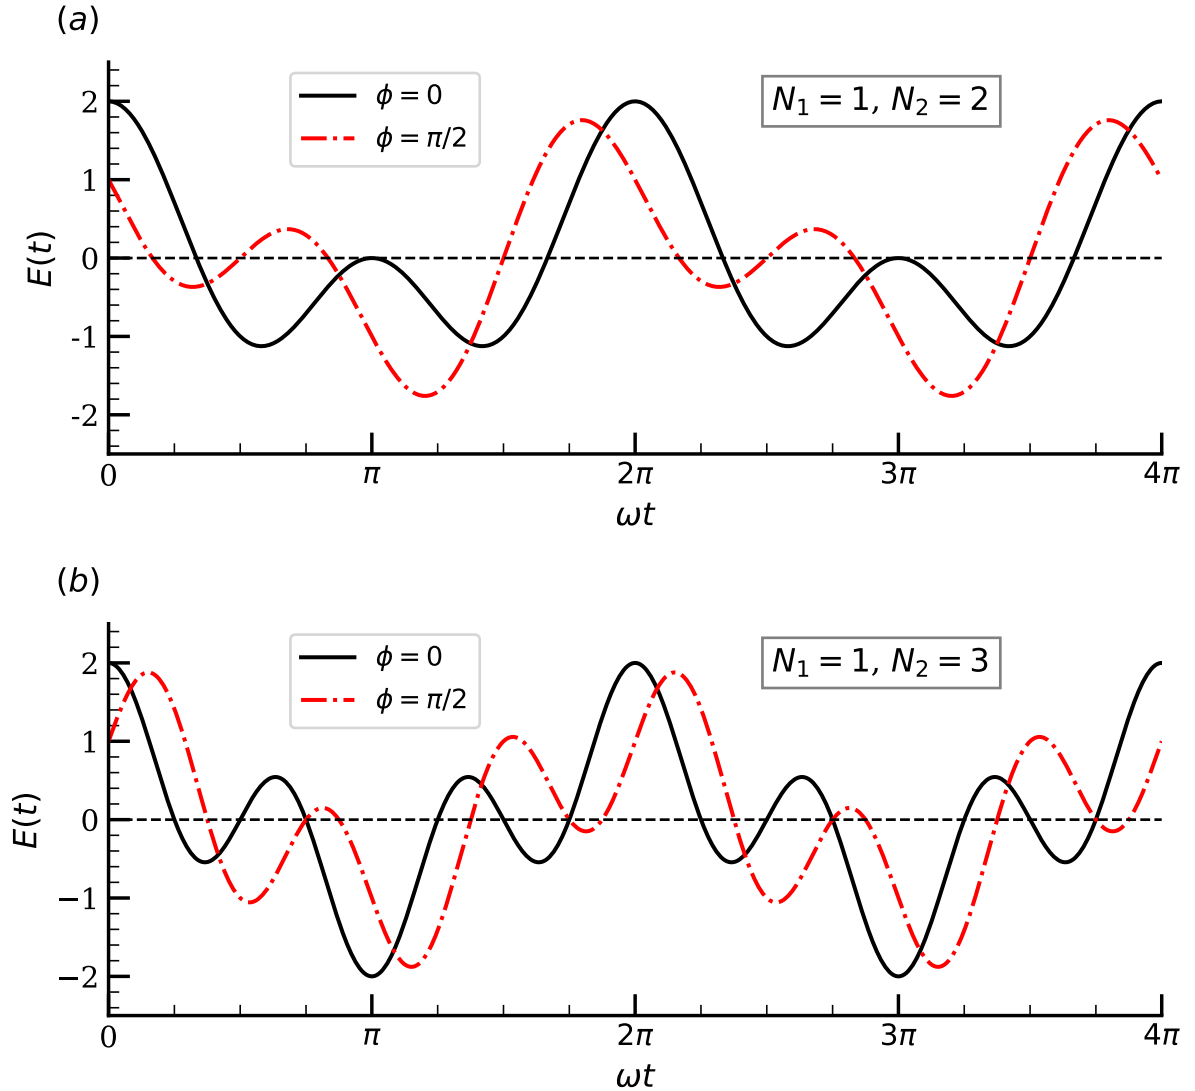 (a)
E(t)
2
1
0
-1
-2
ϕ = 0
ϕ = π/2
N₁ = 1, N₂ = 2
0 π 2π 3π 4π
ωt
(b)
E(t)
2
1
0
−1
−2
ϕ = 0
ϕ = π/2
N₁ = 1, N₂ = 3
0 π 2π 3π 4π
ωt